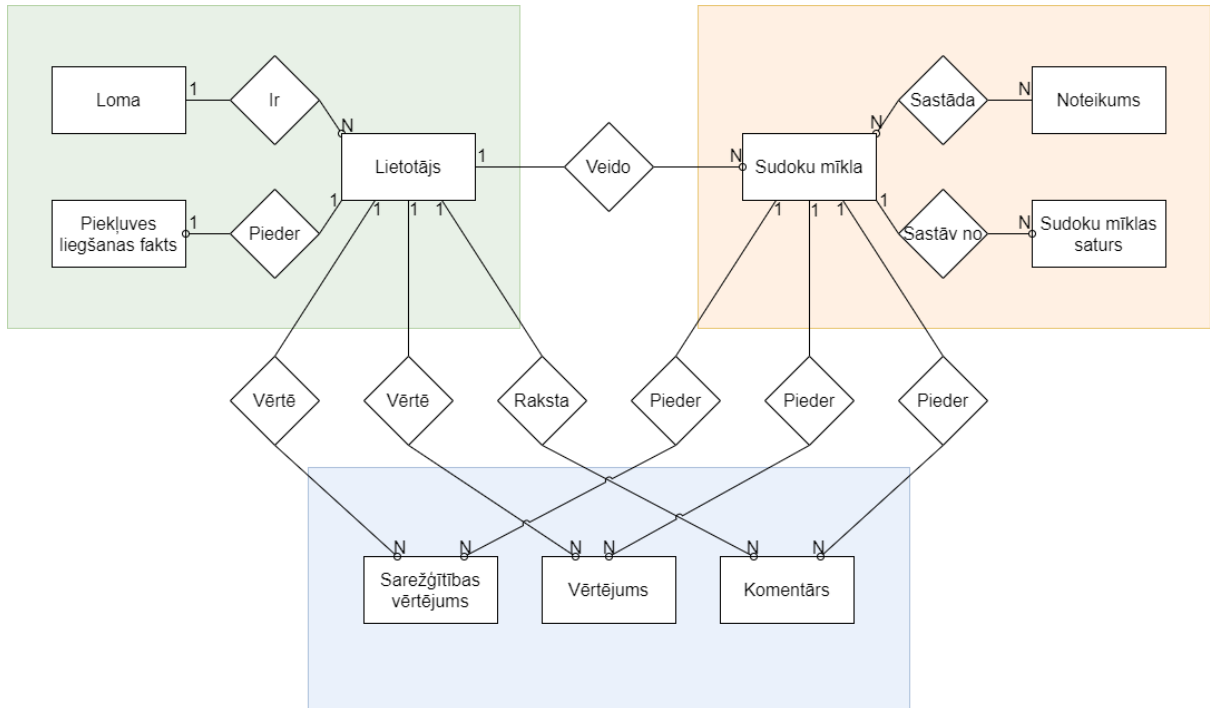 Loma
1
Ir
N
Sastāda
N
N
Noteikums
Lietotājs
1
Veido
N
Sudoku mīkla
Piekļuves
liegšanas fakts
1
Pieder
1
1
1
1
1
1
1
1
Sastāv no
N
Sudoku mīklas
saturs
Vērtē
Vērtē
Raksta
Pieder
Pieder
Pieder
N
N
N
N
N
N
Sarežģītības
vērtējums
Vērtējums
Komentārs